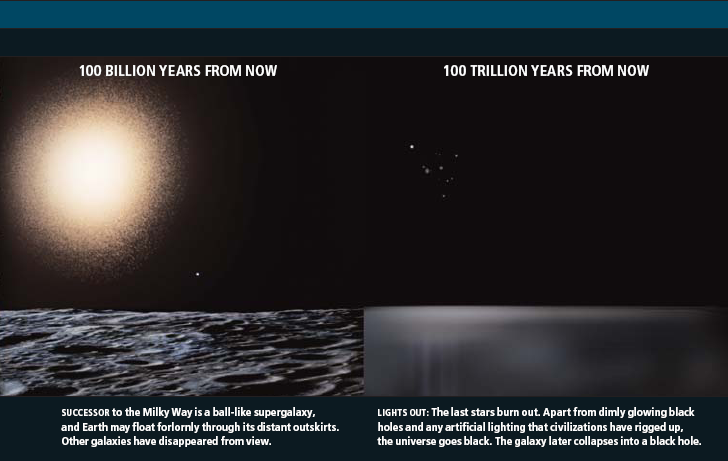 100 BILLION YEARS FROM NOW
100 TRILLION YEARS FROM NOW
SUCCESSOR to the Milky Way is a ball-like supergalaxy,
and Earth may float forlornly through its distant outskirts.
Other galaxies have disappeared from view.
LIGHTS OUT: The last stars burn out. Apart from dimly glowing black
holes and any artificial lighting that civilizations have rigged up,
the universe goes black. The galaxy later collapses into a black hole.